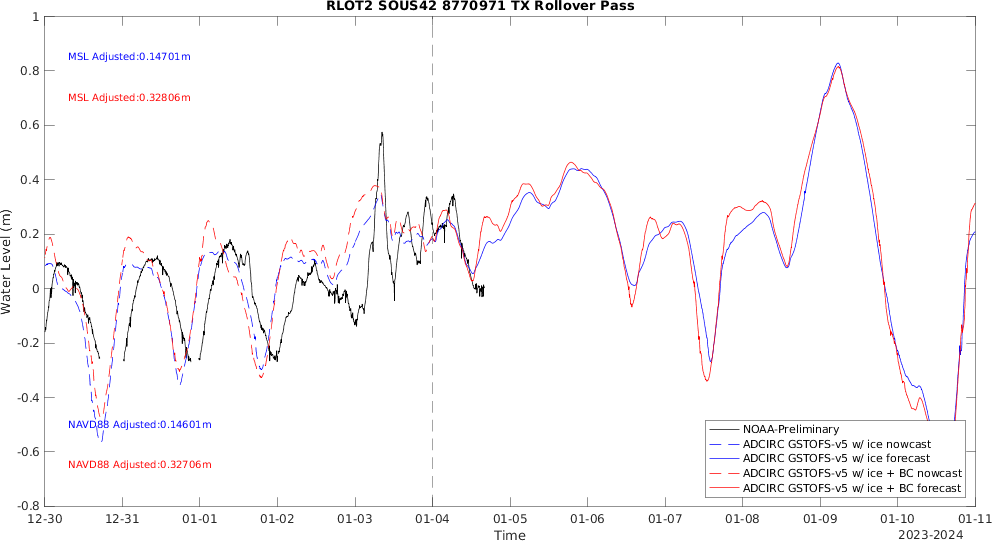 RLOT2 SOUS42 8770971 TX Rollover Pass
Water Level (m)
1
0.8
0.6
0.4
0.2
0
-0.2
-0.4
-0.6
-0.8
MSL Adjusted:0.14701m
MSL Adjusted:0.32806m
NAVD88 Adjusted:0.14601m
NAVD88 Adjusted:0.32706m
NOAA-Preliminary
ADCIRC GSTOFS-v5 w/ ice nowcast
ADCIRC GSTOFS-v5 w/ ice forecast
ADCIRC GSTOFS-v5 w/ ice + BC nowcast
ADCIRC GSTOFS-v5 w/ ice + BC forecast
12-30 12-31 01-01 01-02 01-03 01-04 01-05 01-06 01-07 01-08 01-09 01-10 01-11
Time
2023-2024